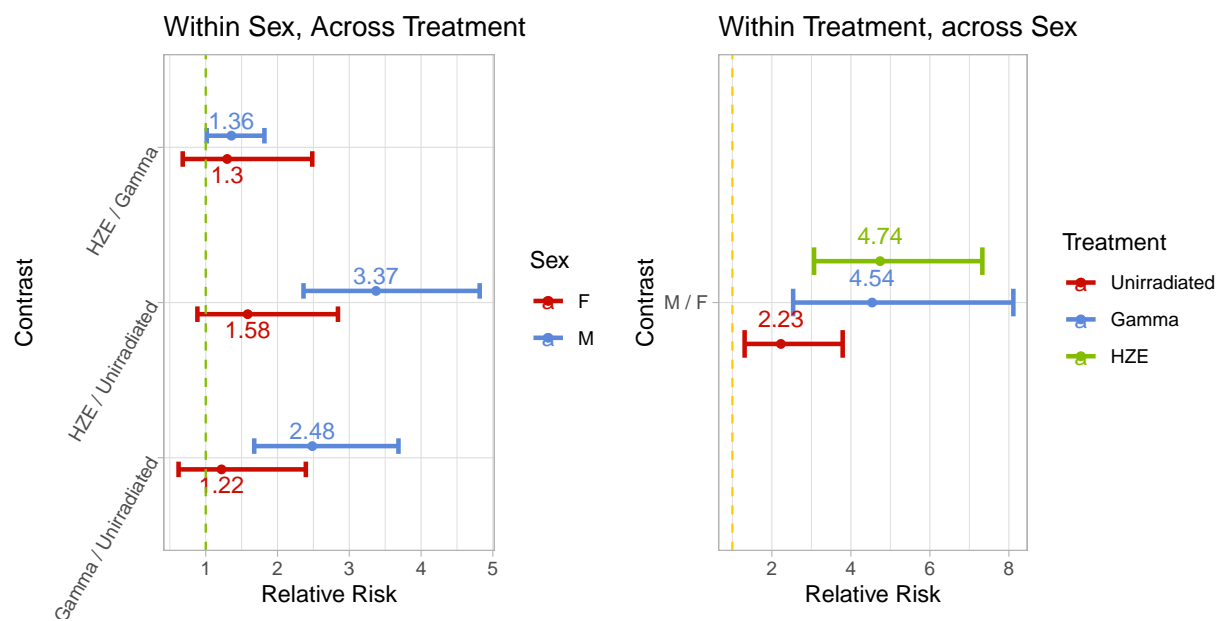 Within Sex, Across Treatment
Contrast
HZE / Gamma
HZE / Unirradiated
Gamma / Unirradiated
1.36
1.3
3.37
1.58
2.48
1.22
1 2 3 4 5
Relative Risk
Sex
a F
a M
Within Treatment, across Sex
Contrast
M / F
4.74
4.54
2.23
2 4 6 8
Relative Risk
Treatment
a Unirradiated
a Gamma
a HZE